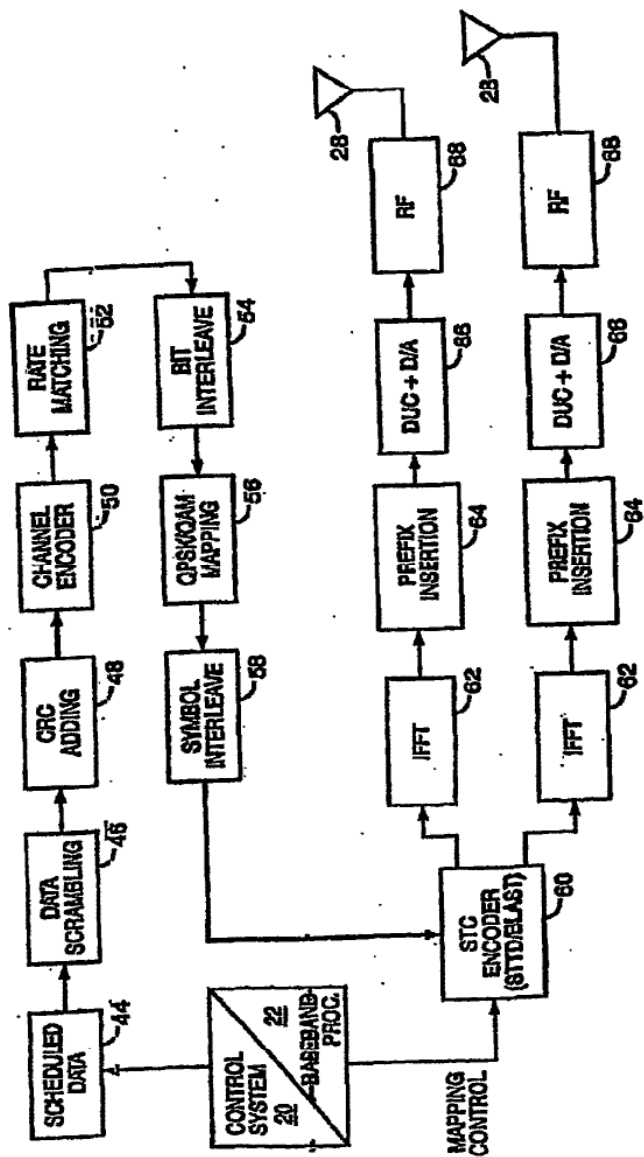 SCHEDULED
DATA
44
DATA
SCRAMBLING
46
CRC
ADDING
48
CHANNEL
ENCODER
50
RATE
MATCHING
52
BIT
INTERLEAVE
54
QPSK/QAM
MAPPING
56
SYMBOL
INTERLEAVE
58
CONTROL
SYSTEM
20
22
BASEBAND
PROC.
MAPPING
CONTROL
STC
ENCODER
(STTD/BLAST)
60
IFFT
62
PREFIX
INSERTION
64
DUC + D/A
66
RF
68
28
IFFT
62
PREFIX
INSERTION
64
DUC + D/A
66
RF
68
28